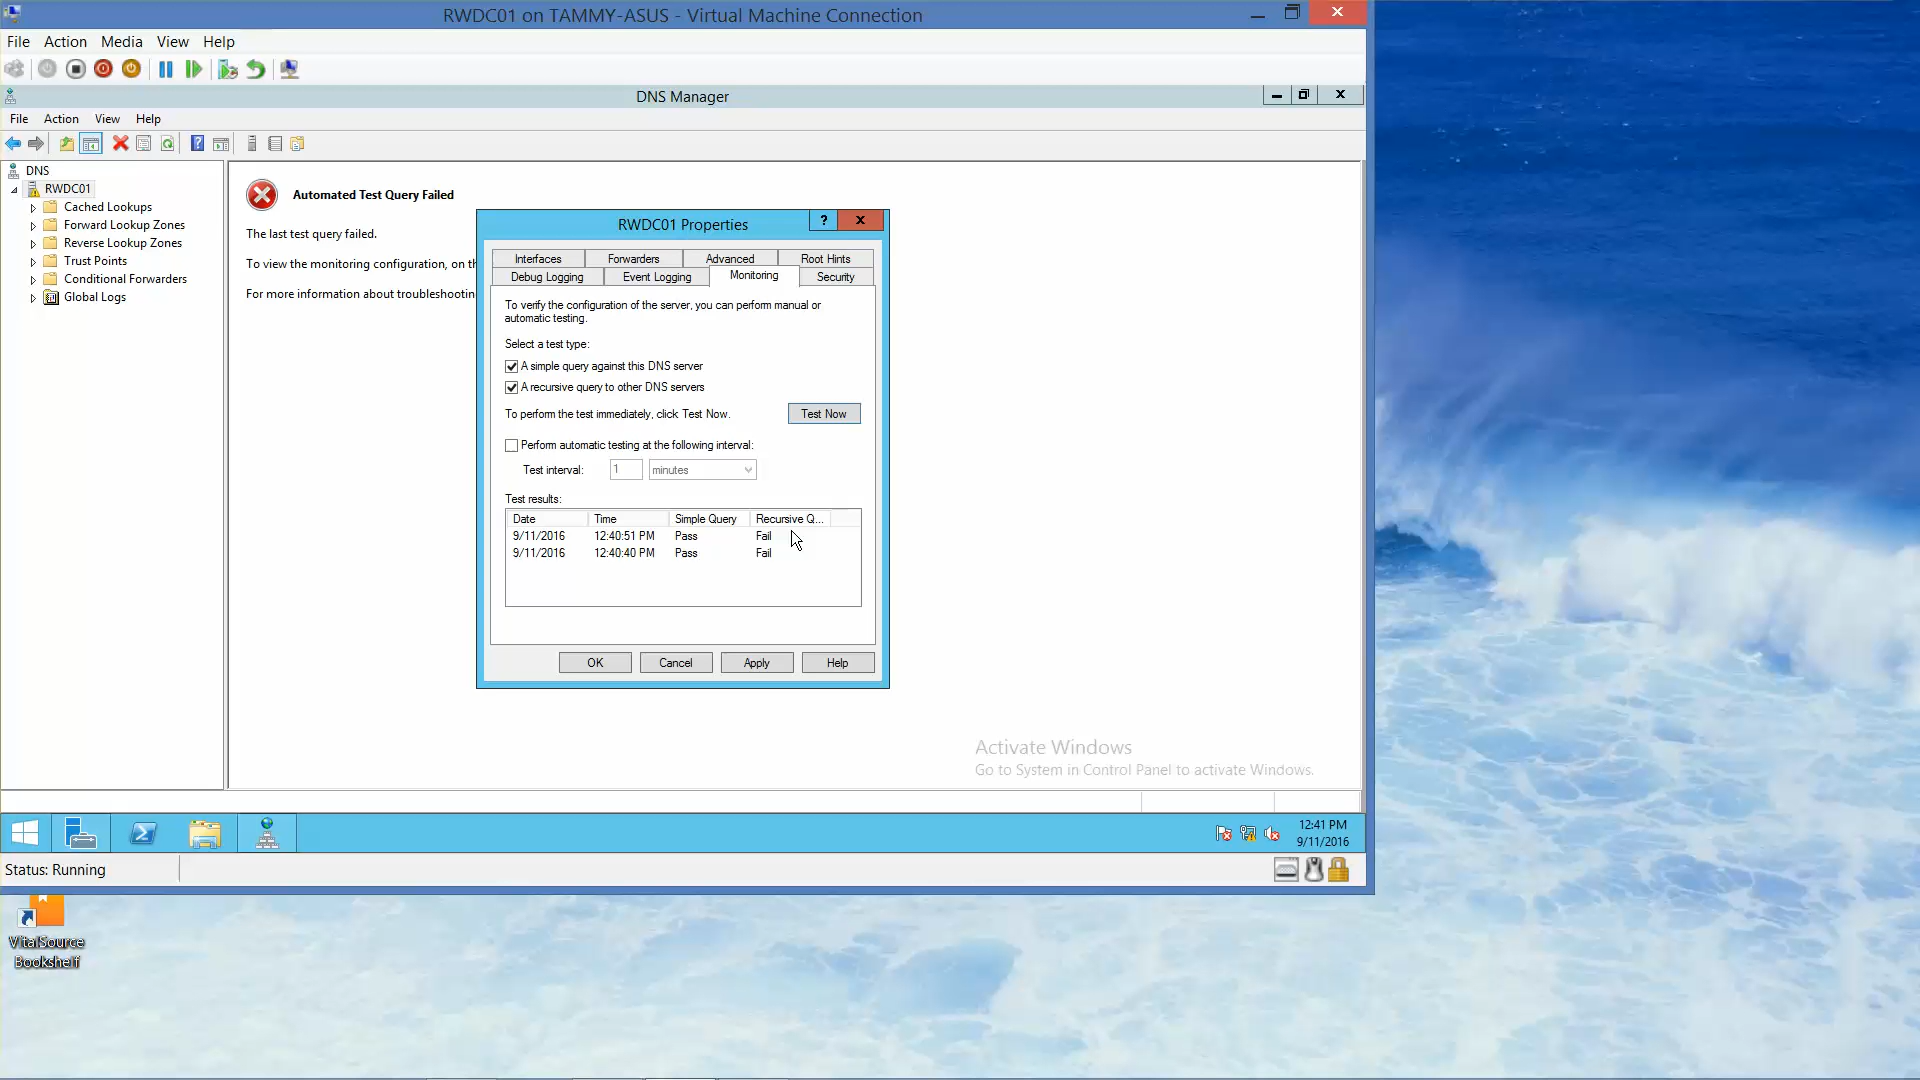 RWDC01 on TAMMY-ASUS - Virtual Machine Connection
File Action Media View Help
DNS Manager
File Action View Help
DNS
RWDC01
Cached Lookups
Forward Lookup Zones
Reverse Lookup Zones
Trust Points
Conditional Forwarders
Global Logs
Automated Test Query Failed
The last test query failed.
To view the monitoring configuration, on th
For more information about troubleshootin
RWDC01 Properties
Interfaces Forwarders Advanced Root Hints
Debug Logging Event Logging Monitoring Security
To verify the configuration of the server, you can perform manual or
automatic testing.
Select a test type:
A simple query against this DNS server
A recursive query to other DNS servers
To perform the test immediately, click Test Now.
Test Now
Perform automatic testing at the following interval:
Test interval: 1 minutes
Test results:
Date Time Simple Query Recursive Q...
9/11/2016 12:40:51 PM Pass Fail
9/11/2016 12:40:40 PM Pass Fail
OK Cancel Apply Help
Activate Windows
Go to System in Control Panel to activate Windows.
12:41 PM
9/11/2016
Status: Running
VitalSource
Bookshelf